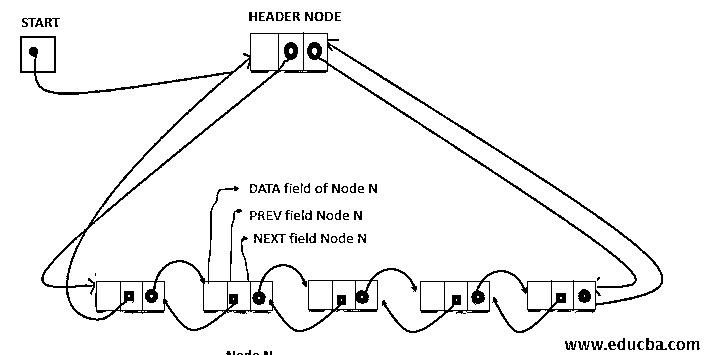 START
HEADER NODE
DATA field of Node N
PREV field Node N
NEXT field Node N
Node N
www.educba.com